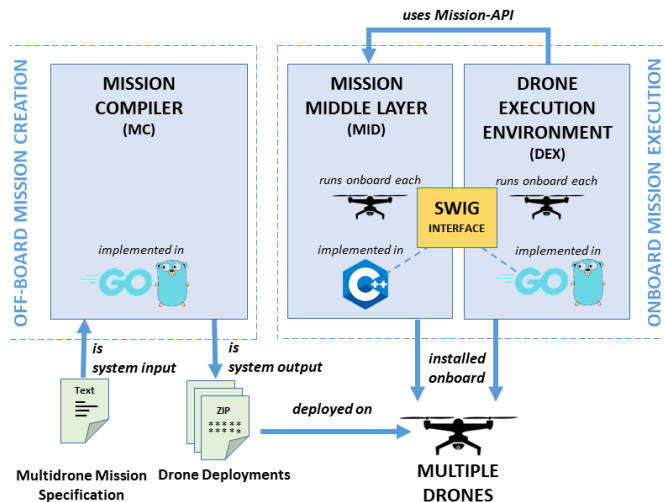 uses Mission-API
OFF-BOARD MISSION CREATION
MISSION
COMPILER
(MC)
implemented in
GO
MISSION
MIDDLE LAYER
(MID)
runs onboard each
implemented in
C++
DRONE
EXECUTION
ENVIRONMENT
(DEX)
runs onboard each
implemented in
GO
SWIG
INTERFACE
ONBOARD MISSION EXECUTION
is
system input
is
system output
installed
onboard
Text
ZIP
*****
*****
deployed on
Multidrone Mission
Specification
Drone Deployments
MULTIPLE
DRONES